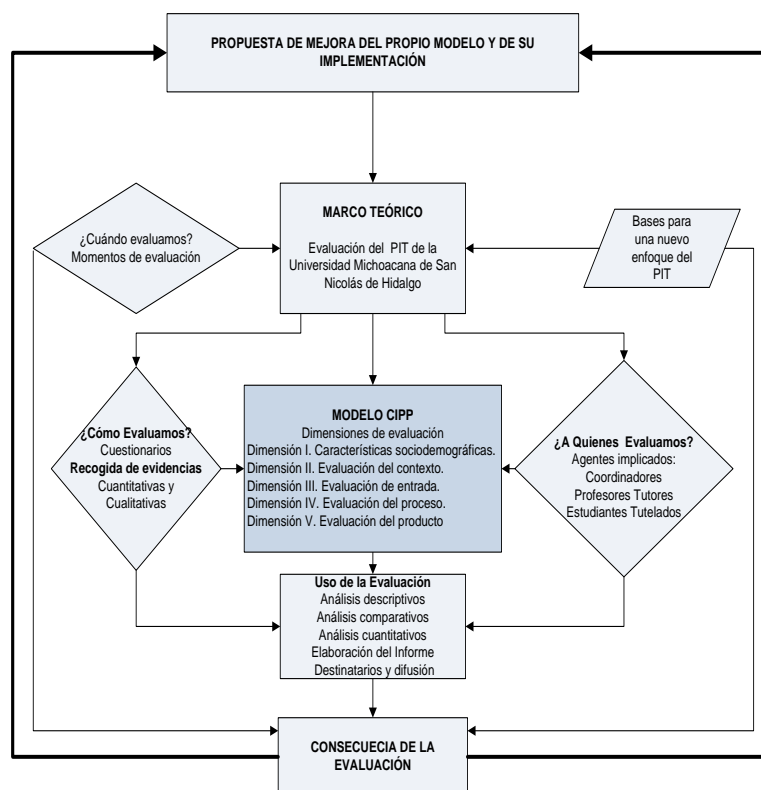 PROPUESTA DE MEJORA DEL PROPIO MODELO Y DE SU
IMPLEMENTACIÓN
MARCO TEÓRICO
Evaluación del PIT de la
Universidad Michoacana de San
Nicolás de Hidalgo
¿Cuándo evaluamos?
Momentos de evaluación
Bases para
una nuevo
enfoque del
PIT
¿Cómo Evaluamos?
Cuestionarios
Recogida de evidencias
Cuantitativas y
Cualitativas
MODELO CIPP
Dimensiones de evaluación
Dimensión I. Características sociodemográficas.
Dimensión II. Evaluación del contexto.
Dimensión III. Evaluación de entrada.
Dimensión IV. Evaluación del proceso.
Dimensión V. Evaluación del producto
¿A Quienes Evaluamos?
Agentes implicados:
Coordinadores
Profesores Tutores
Estudiantes Tutelados
Uso de la Evaluación
Análisis descriptivos
Análisis comparativos
Análisis cuantitativos
Elaboración del Informe
Destinatarios y difusión
CONSECUECIA DE LA
EVALUACIÓN